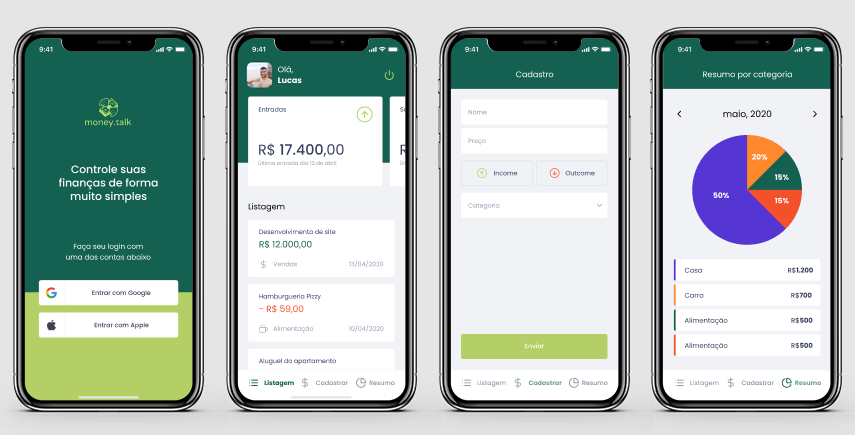 9:41
money.talk
Controle suas
finanças de forma
muito simples
Faça seu login com
uma das contas abaixo
Entrar com Google
Entrar com Apple
9:41
Olá,
Lucas
Entradas
R$ 17.400,00
Última entrada dia 13 de abril
Listagem
Desenvolvimento de site
R$ 12.000,00
Vendas
13/04/2020
Hamburgueria Pizzy
- R$ 59,00
Alimentação
10/04/2020
Aluguel do apartamento
Listagem
Cadastrar
Resumo
9:41
Cadastro
Nome
Preço
Income
Outcome
Categoria
Enviar
Listagem
Cadastrar
Resumo
9:41
Resumo por categoria
maio, 2020
20%
15%
50%
15%
Casa
R$1,200
Carro
R$700
Alimentação
R$500
Alimentação
R$500
Listagem
Cadastrar
Resumo